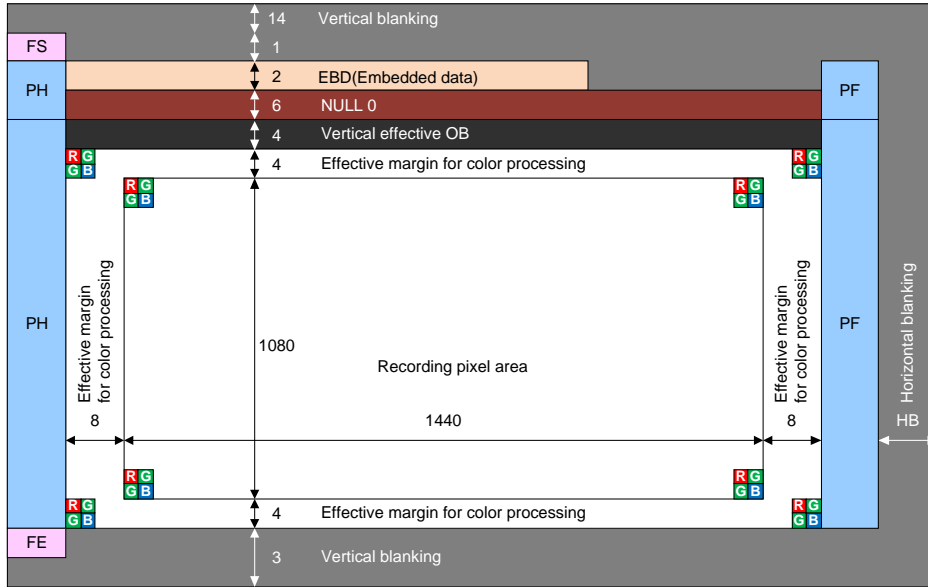 14 Vertical blanking
FS
1
PH
2 EBD(Embedded data)
PF
6 NULL 0
4 Vertical effective OB
R G
G B
4 Effective margin for color processing
R G
G B
R G
G B
R G
G B
PH
Effective margin
for color processing
8
1080
Recording pixel area
1440
Effective margin
for color processing
8
PF
Horizontal blanking
HB
R G
G B
R G
G B
R G
G B
4 Effective margin for color processing
R G
G B
FE
3 Vertical blanking